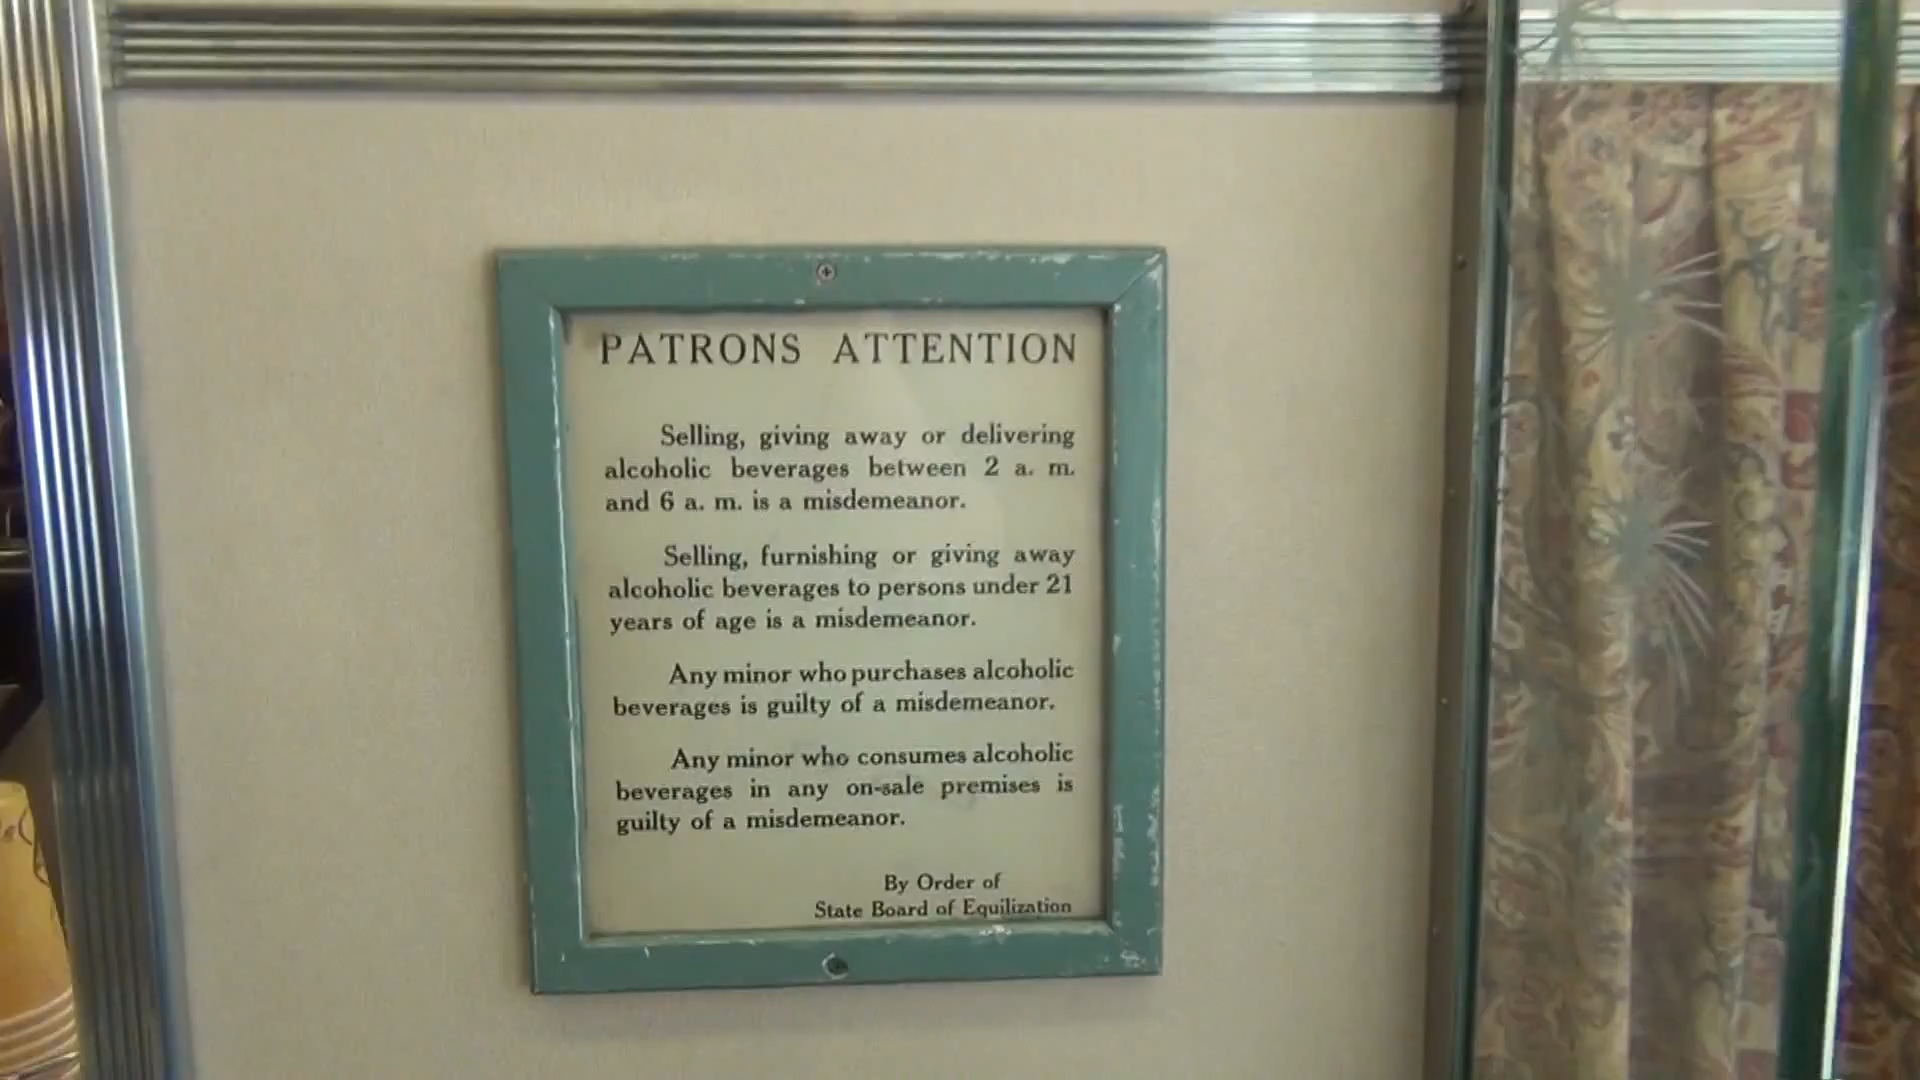 PATRONS ATTENTION
Selling, giving away or delivering
alcoholic beverages between 2 a. m.
and 6 a. m. is a misdemeanor.
Selling, furnishing or giving away
alcoholic beverages to persons under 21
years of age is a misdemeanor.
Any minor who purchases alcoholic
beverages is guilty of a misdemeanor.
Any minor who consumes alcoholic
beverages in any on-sale premises is
guilty of a misdemeanor.
By Order of
State Board of Equilization